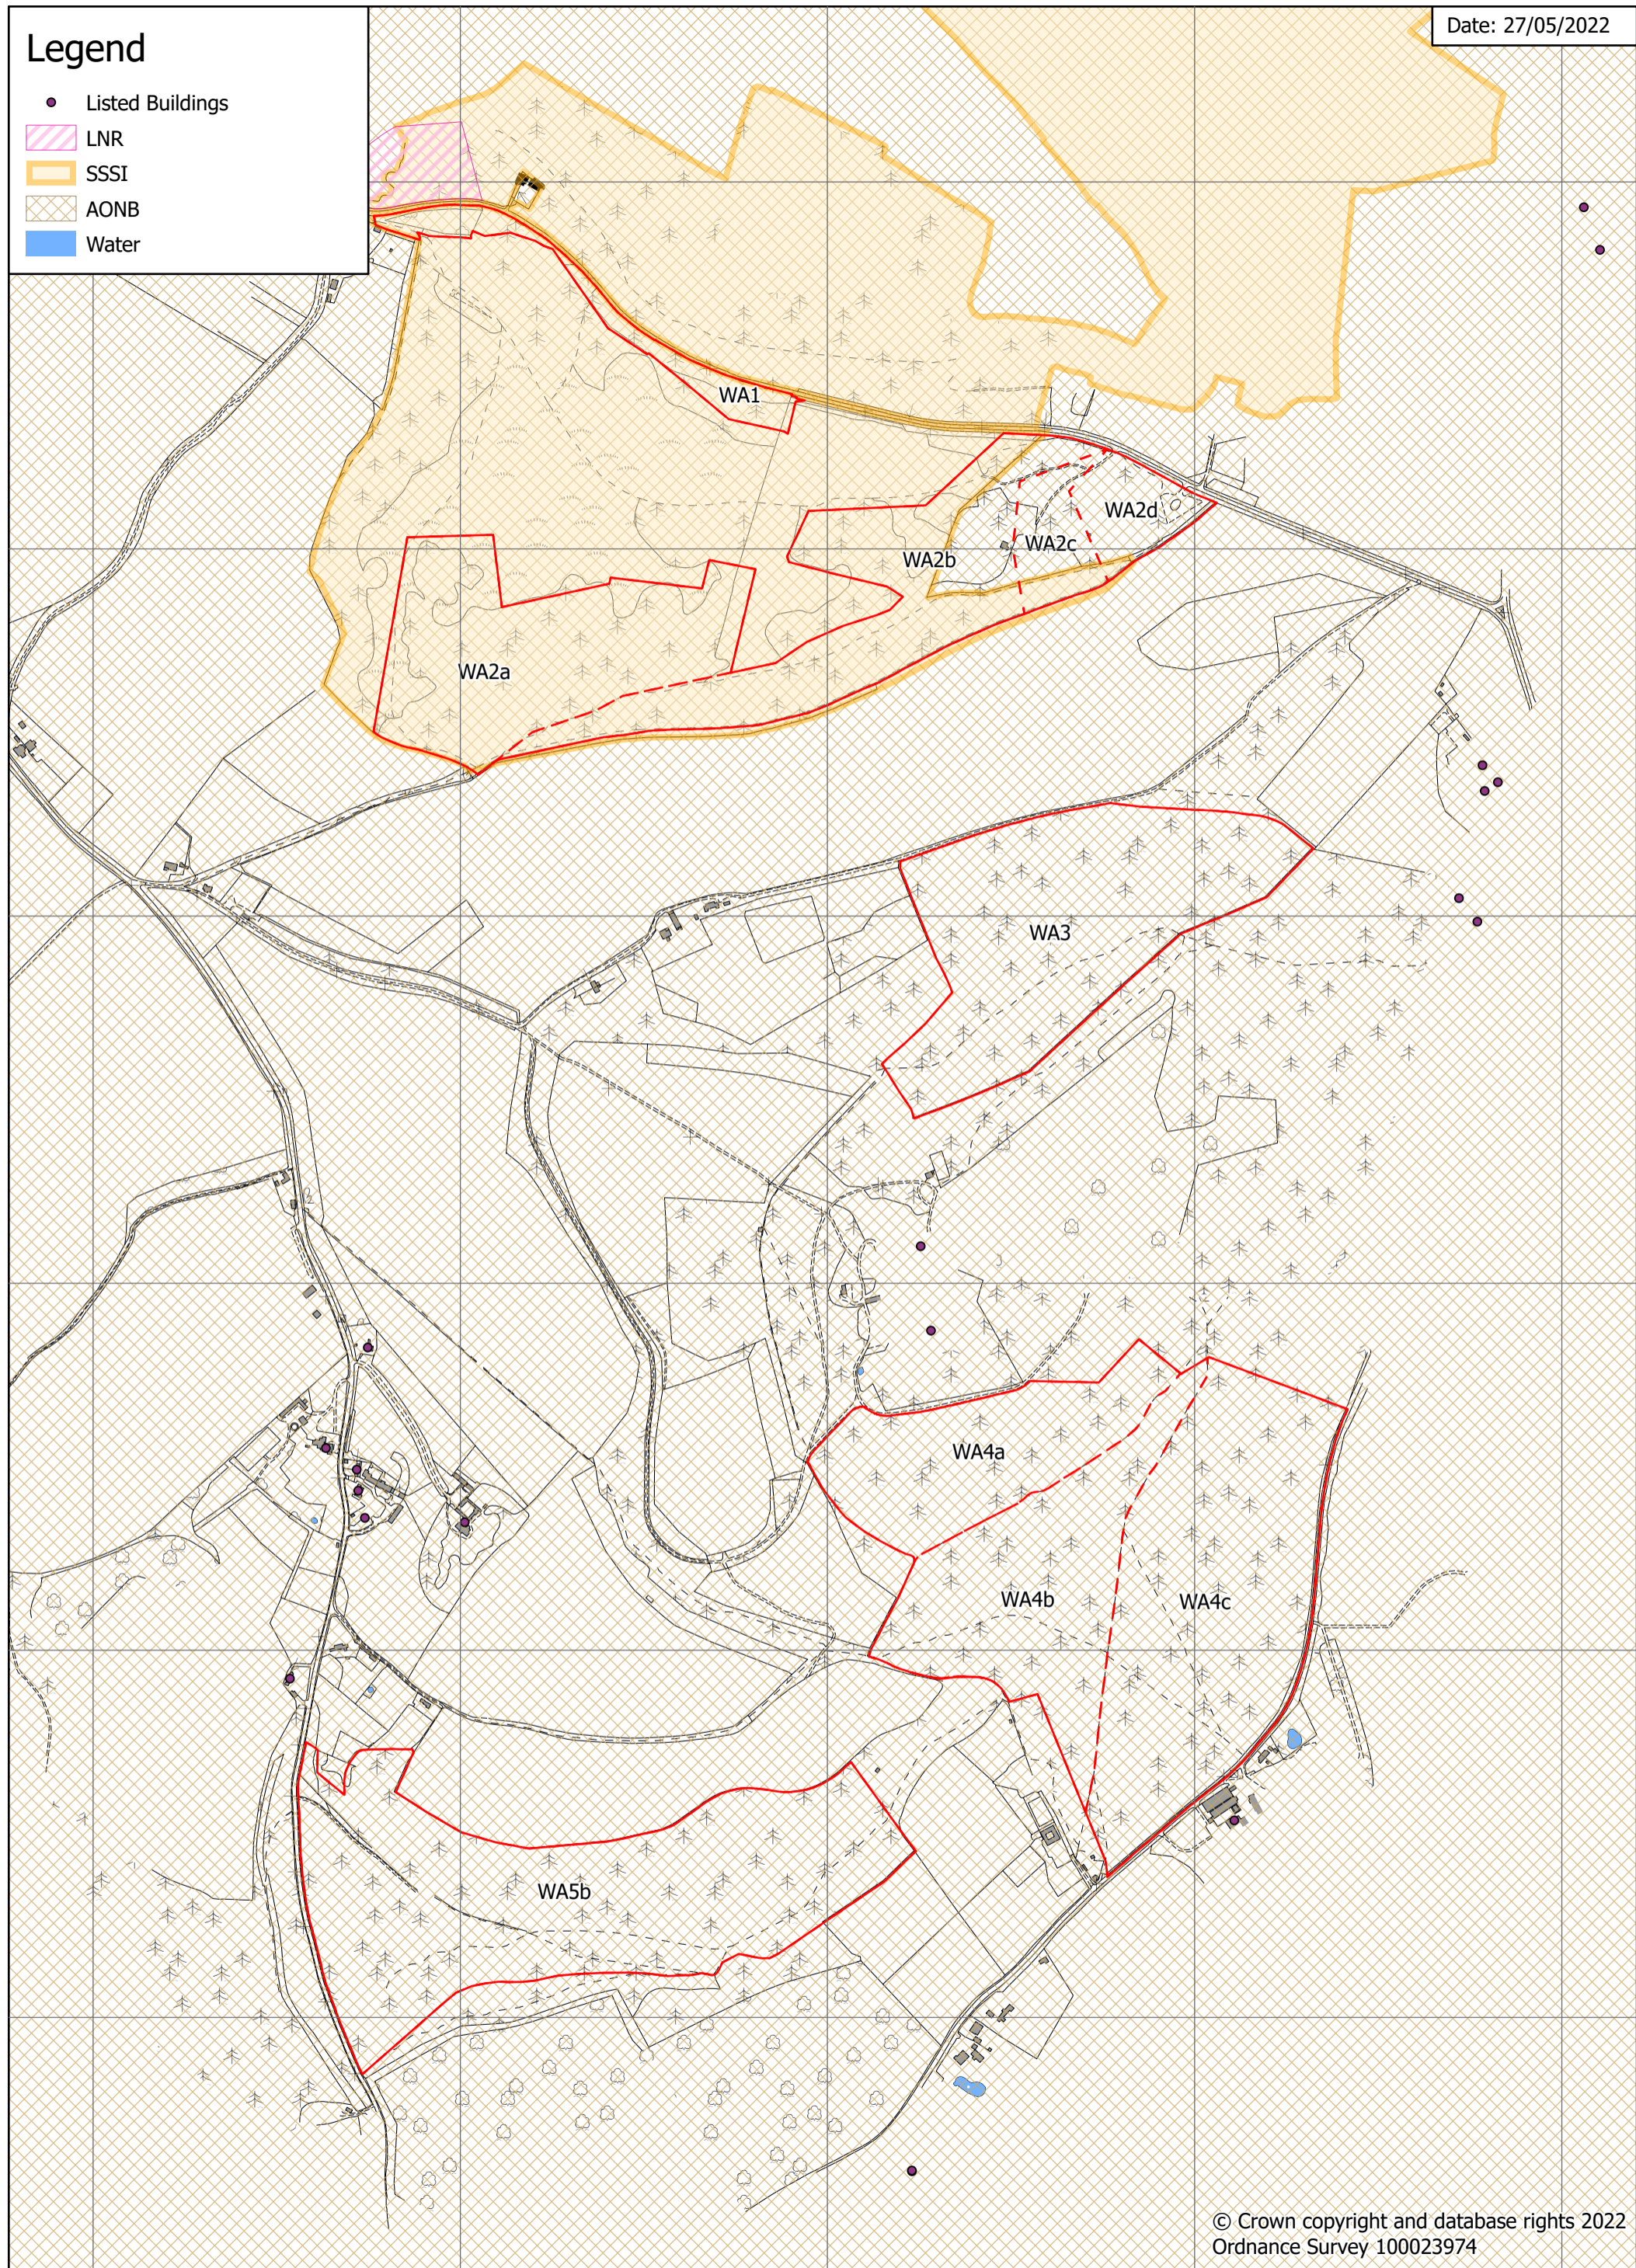 Legend
Listed Buildings
LNR
SSSI
AONB
Water
Date: 27/05/2022
WA1
WA2d
WA2c
WA2b
WA2a
WA3
WA4a
WA4b
WA4c
WA5b
© Crown copyright and database rights 2022
Ordnance Survey 100023974